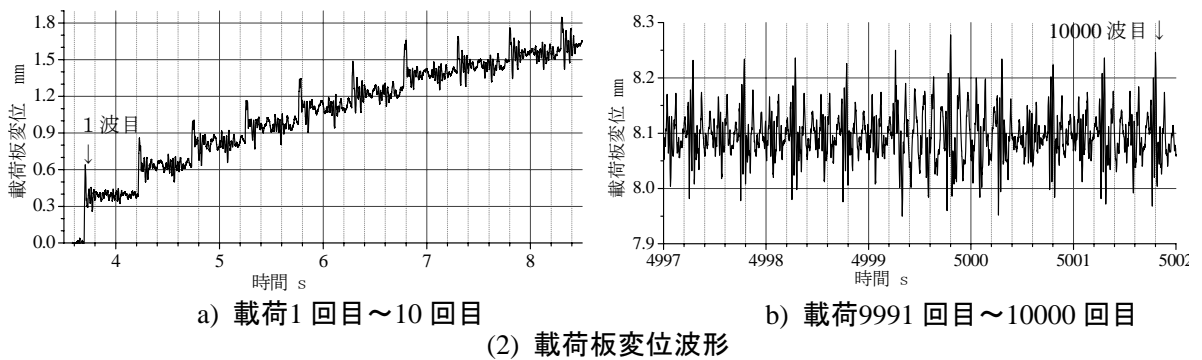 載荷板変位 mm
1.8
1.5
1.2
0.9
0.6
0.3
0.0
1 波目
↓
4 5 6 7 8
時間 s
a) 載荷1 回目～10 回目
載荷板変位 mm
8.3
8.2
8.1
8.0
7.9
10000 波目 ↓
4997 4998 4999 5000 5001 5002
時間 s
b) 載荷9991 回目～10000 回目
(2) 載荷板変位波形